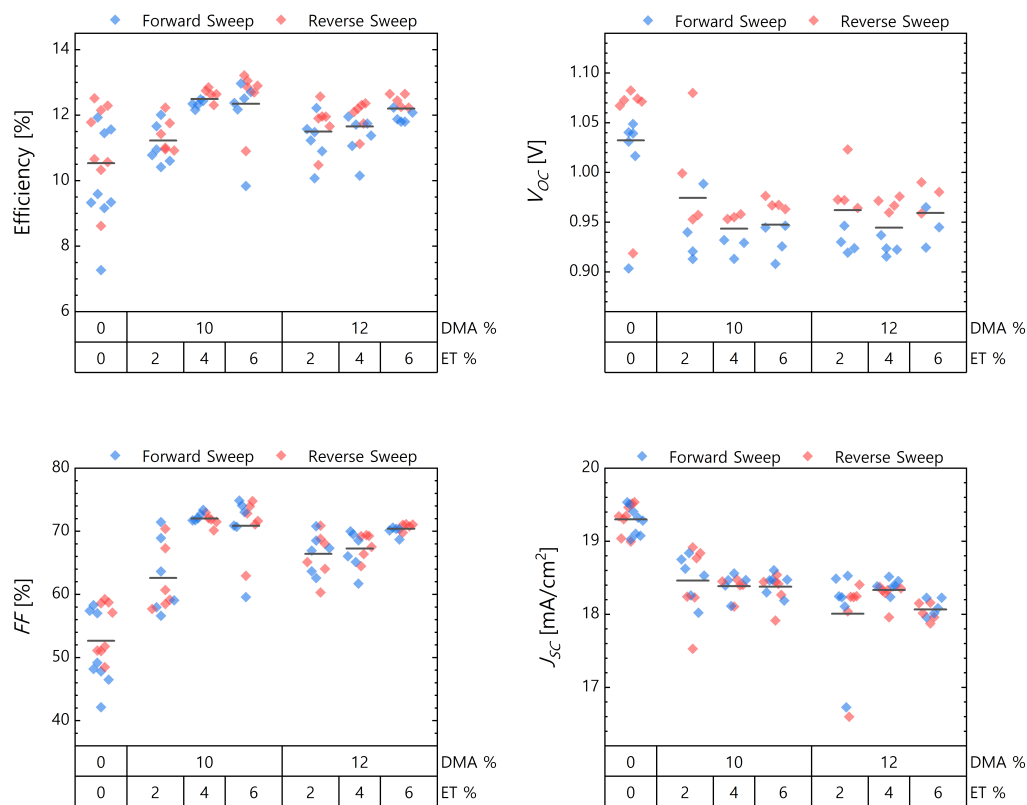 Forward Sweep Reverse Sweep
Efficiency [%]
14
12
10
8
6
0 10 12 DMA %
0 2 4 6 2 4 6 ET %
Forward Sweep Reverse Sweep
VOC [V]
1.10
1.05
1.00
0.95
0.90
0 10 12 DMA %
0 2 4 6 2 4 6 ET %
Forward Sweep Reverse Sweep
FF [%]
80
70
60
50
40
0 10 12 DMA %
0 2 4 6 2 4 6 ET %
Forward Sweep Reverse Sweep
JSC [mA/cm2]
20
19
18
17
0 10 12 DMA %
0 2 4 6 2 4 6 ET %